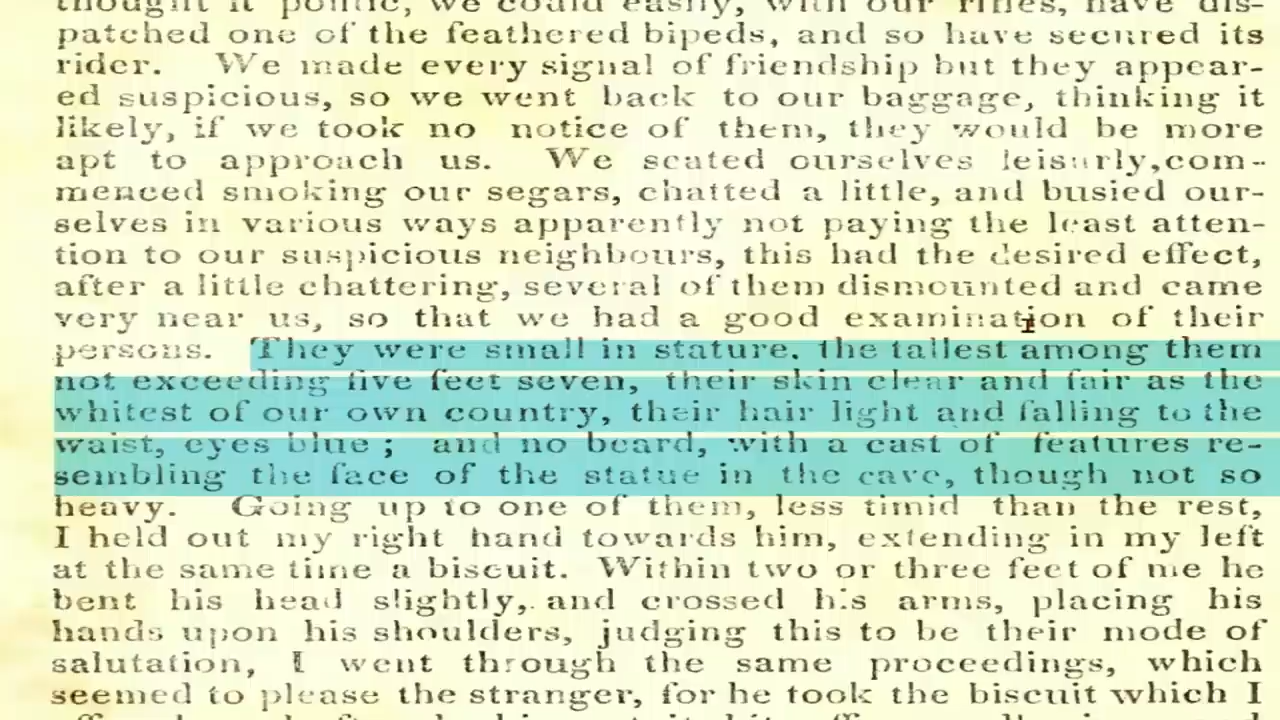 thought it politic, we could easily, with our rifles, have dis-
patched one of the feathered bipeds, and so have secured its
rider. We made every signal of friendship but they appear-
ed suspicious, so we went back to our baggage, thinking it
likely, if we took no notice of them, they would be more
apt to approach us. We seated ourselves leisurly,com-
menced smoking our segars, chatted a little, and busied our-
selves in various ways apparently not paying the least atten-
tion to our suspicious neighbours, this had the desired effect,
after a little chattering, several of them dismounted and came
very near us, so that we had a good examination of their
persons. They were small in stature. the tallest among them
not exceeding five feet seven, their skin clear and fair as the
whitest of our own country, their hair light and falling to the
waist, eyes blue ; and no beard, with a cast of features re-
sembling the face of the statue in the cave, though not so
heavy. Going up to one of them, less timid than the rest,
I held out my right hand towards him, extending in my left
at the same time a biscuit. Within two or three feet of me he
bent his head slightly, and crossed his arms, placing his
hands upon his shoulders, judging this to be their mode of
salutation, I went through the same proceedings, which
seemed to please the stranger, for he took the biscuit which I